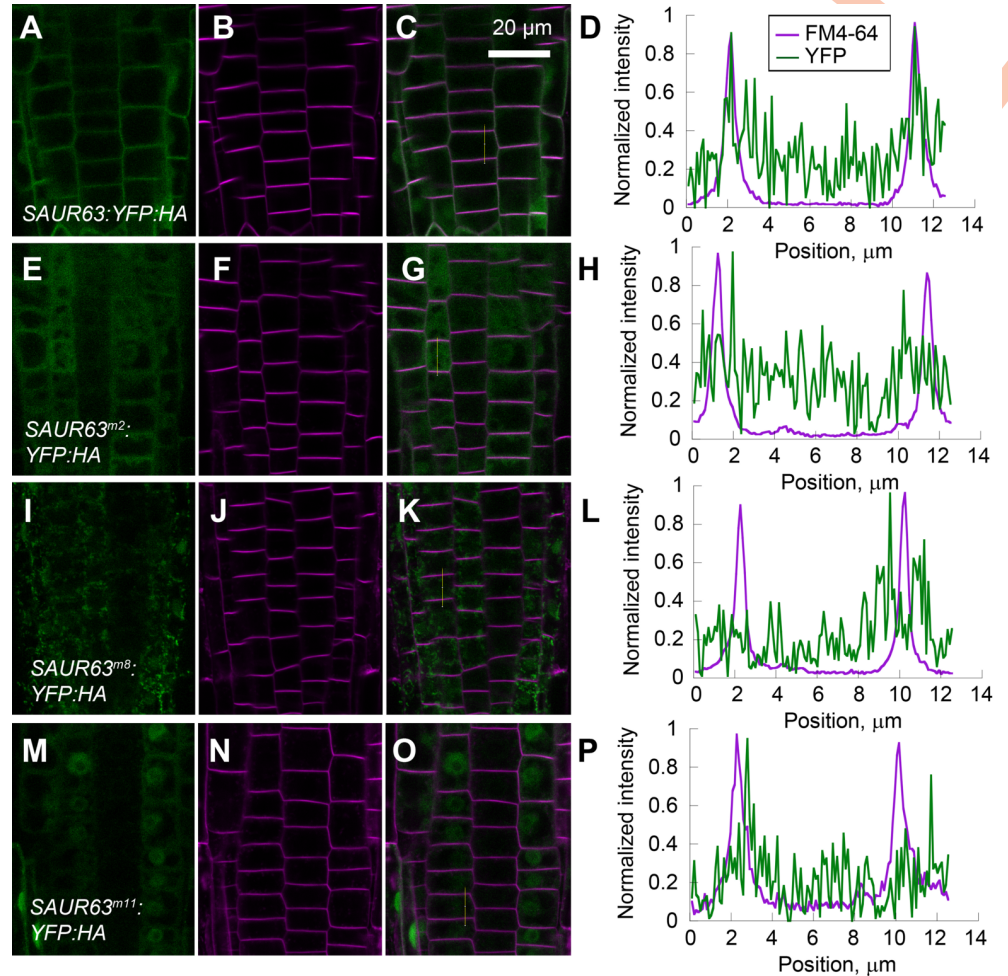 A
B
C
20 μm
SAUR63:YFP:HA
D
FM4-64
YFP
Normalized intensity
1
0.8
0.6
0.4
0.2
0
0 2 4 6 8 10 12 14
Position, μm
E
F
G
SAUR63m2:
YFP:HA
H
Normalized intensity
1
0.8
0.6
0.4
0.2
0
0 2 4 6 8 10 12 14
Position, μm
I
J
K
SAUR63m8:
YFP:HA
L
Normalized intensity
1
0.8
0.6
0.4
0.2
0
0 2 4 6 8 10 12 14
Position, μm
M
N
O
SAUR63m11:
YFP:HA
P
Normalized intensity
1
0.8
0.6
0.4
0.2
0
0 2 4 6 8 10 12 14
Position, μm